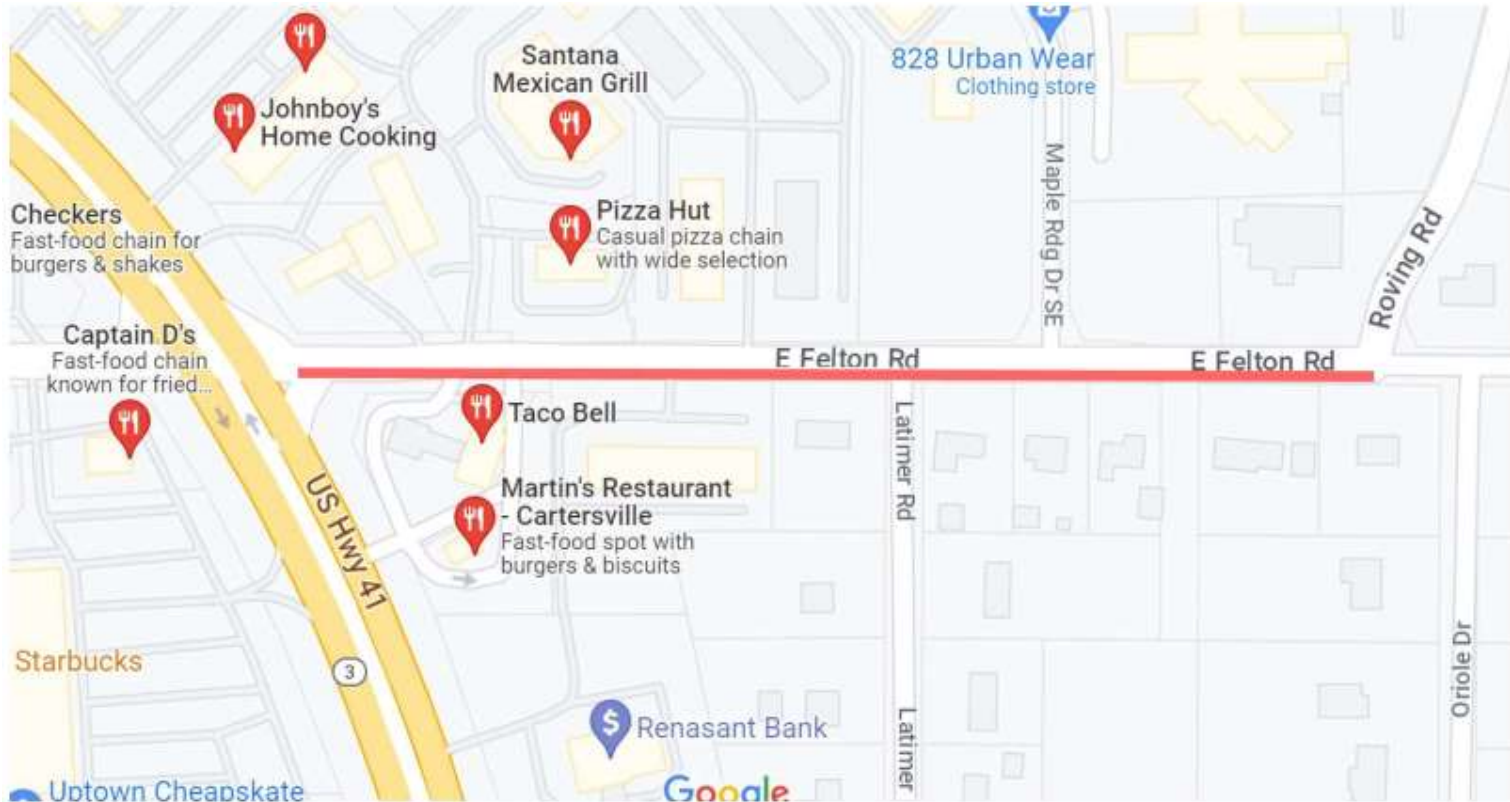 828 Urban Wear
Clothing store
Santana
Mexican Grill
Johnboy's
Home Cooking
Maple Rdg Dr SE
Checkers
Fast-food chain for
burgers & shakes
Pizza Hut
Casual pizza chain
with wide selection
Roving Rd
Captain D's
Fast-food chain
known for fried...
E Felton Rd
E Felton Rd
Taco Bell
Latimer Rd
US Hwy 41
Martin's Restaurant
- Cartersville
Fast-food spot with
burgers & biscuits
Starbucks
3
Oriole Dr
$ Renasant Bank
Latimer
Uptown Cheapskate
Google